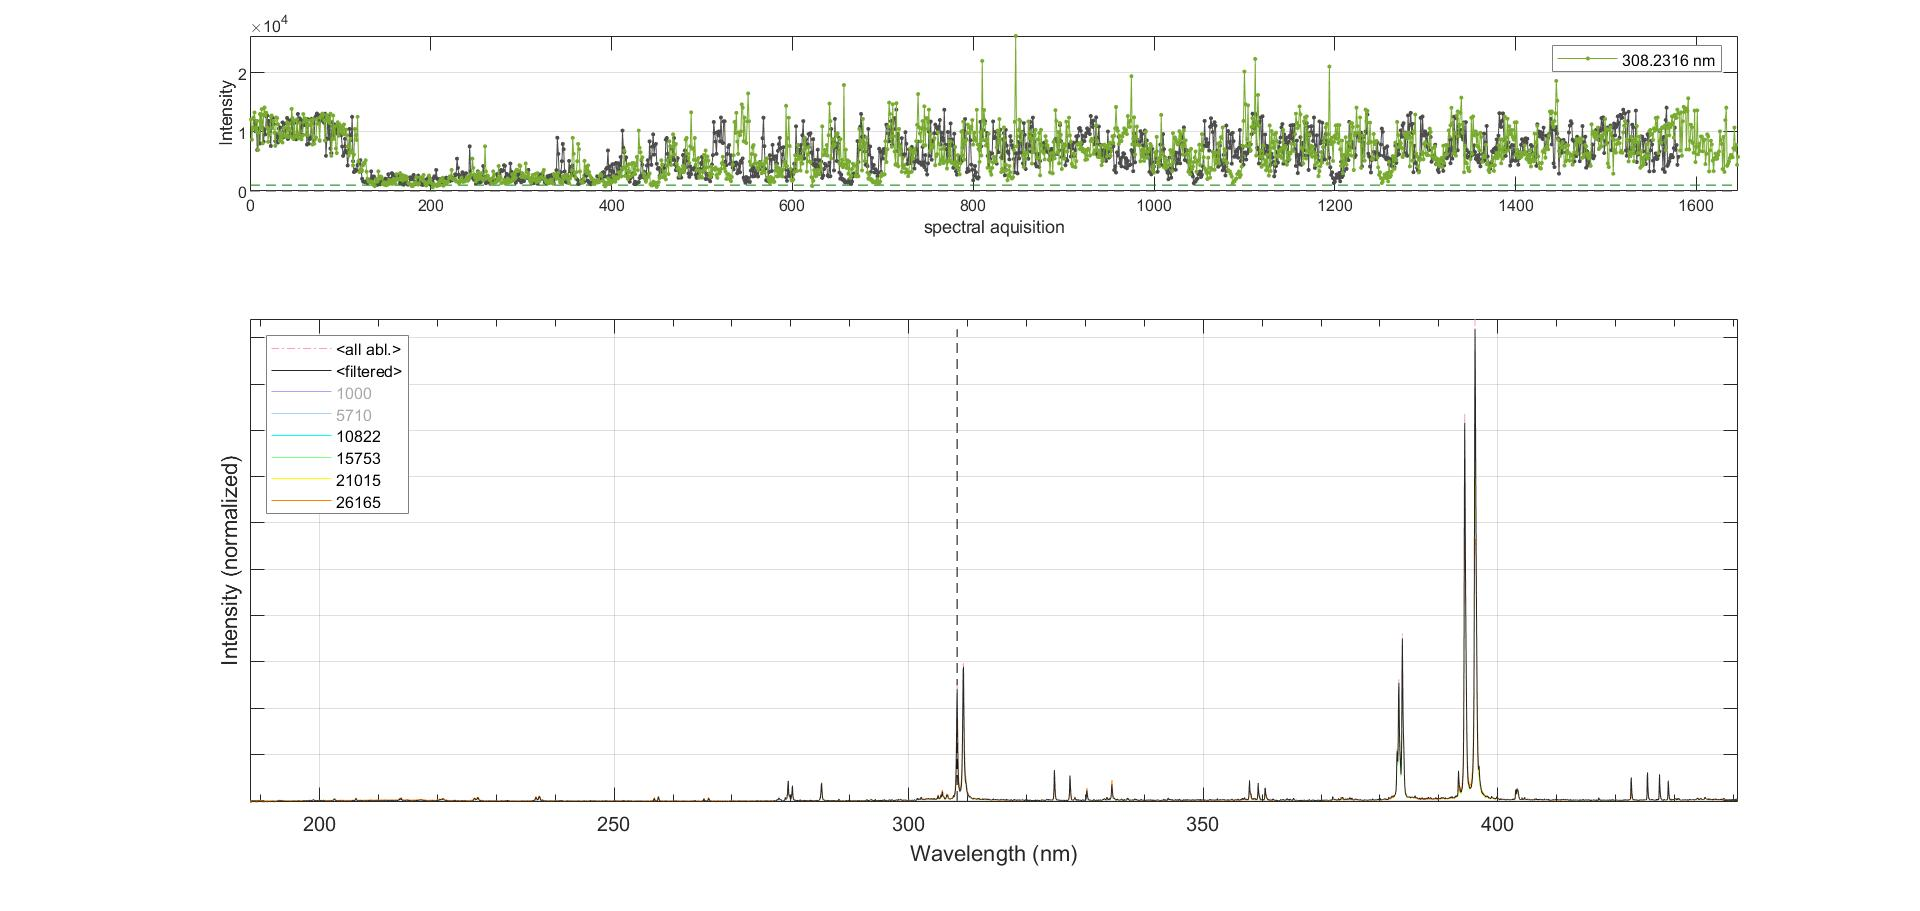 ×10^4
Intensity
2
1
0
308.2316 nm
0 200 400 600 800 1000 1200 1400 1600
spectral aquisition
Intensity (normalized)
<all abl.>
<filtered>
1000
5710
10822
15753
21015
26165
200 250 300 350 400
Wavelength (nm)